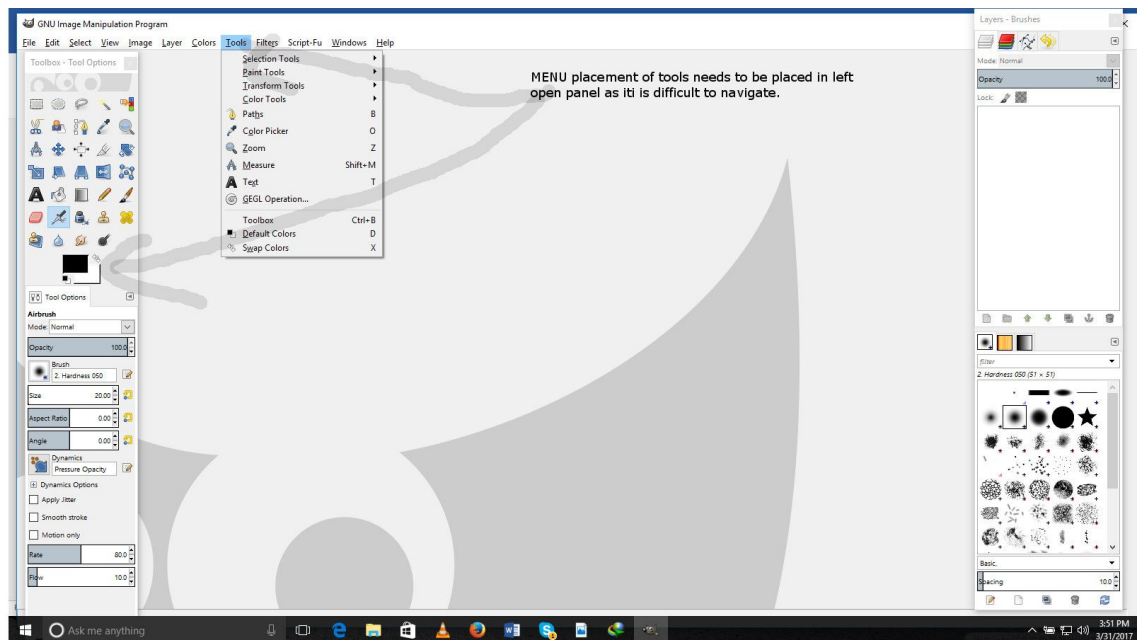 GNU Image Manipulation Program
File Edit Select View Image Layer Colors Tools Filters Script-Fu Windows Help
Toolbox - Tool Options
Selection Tools
Paint Tools
Transform Tools
Color Tools
Paths B
Color Picker O
Zoom Z
Measure Shift+M
Text T
GEGL Operation...
Toolbox Ctrl+B
Default Colors D
Swap Colors X
MENU placement of tools needs to be placed in left
open panel as iti is difficult to navigate.
Tool Options
Airbrush
Mode: Normal
Opacity 100.0
Brush
2. Hardness 050
Size 20.00
Aspect Ratio 0.00
Angle 0.00
Dynamics
Pressure Opacity
Dynamics Options
Apply Jitter
Smooth stroke
Motion only
Rate 80.0
Flow 10.0
Layers - Brushes
Mode: Normal
Opacity 100.0
Lock:
filter
2. Hardness 050 (51 × 51)
Basic,
Spacing 10.0
Ask me anything
3:51 PM